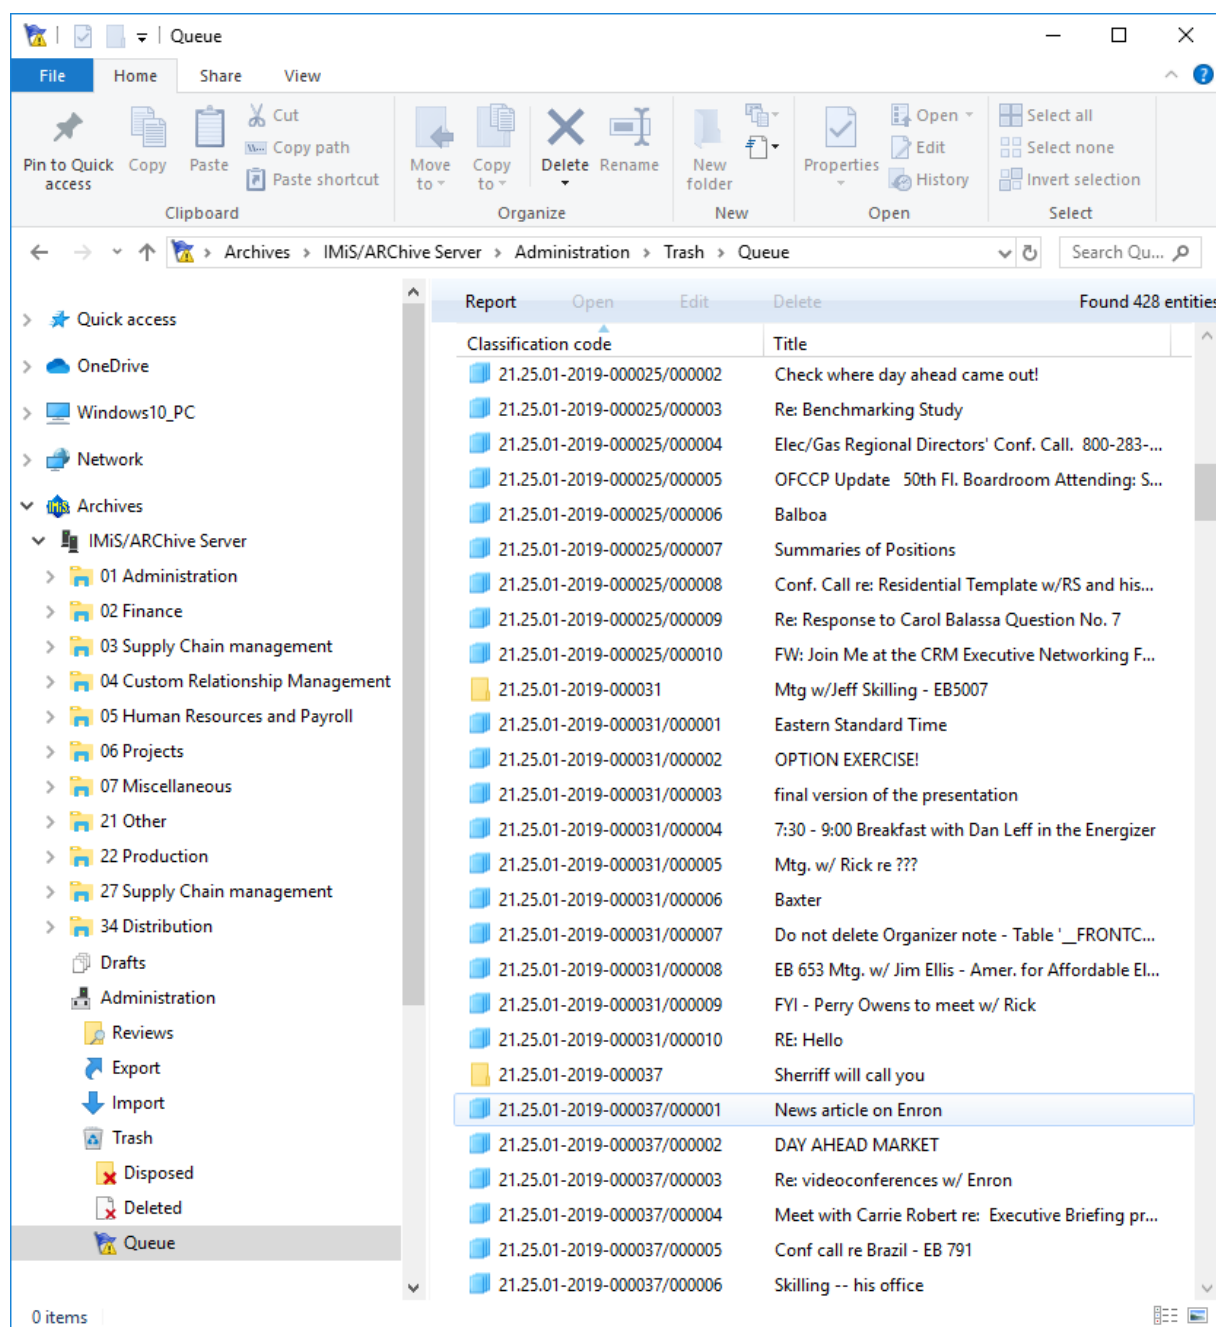 Queue
File Home Share View
Pin to Quick access
Copy
Paste
Cut
Copy path
Paste shortcut
Clipboard
Move to
Copy to
Delete
Rename
Organize
New folder
New
Properties
Open
Edit
History
Open
Select all
Select none
Invert selection
Select
Archives > IMiS/ARChive Server > Administration > Trash > Queue
Search Qu...
Quick access
OneDrive
Windows10_PC
Network
Archives
IMiS/ARChive Server
01 Administration
02 Finance
03 Supply Chain management
04 Custom Relationship Management
05 Human Resources and Payroll
06 Projects
07 Miscellaneous
21 Other
22 Production
27 Supply Chain management
34 Distribution
Drafts
Administration
Reviews
Export
Import
Trash
Disposed
Deleted
Queue
Report Open Edit Delete Found 428 entities
Classification code Title
21.25.01-2019-000025/000002 Check where day ahead came out!
21.25.01-2019-000025/000003 Re: Benchmarking Study
21.25.01-2019-000025/000004 Elec/Gas Regional Directors' Conf. Call. 800-283-...
21.25.01-2019-000025/000005 OFCCP Update 50th Fl. Boardroom Attending: S...
21.25.01-2019-000025/000006 Balboa
21.25.01-2019-000025/000007 Summaries of Positions
21.25.01-2019-000025/000008 Conf. Call re: Residential Template w/RS and his...
21.25.01-2019-000025/000009 Re: Response to Carol Balassa Question No. 7
21.25.01-2019-000025/000010 FW: Join Me at the CRM Executive Networking F...
21.25.01-2019-000031 Mtg w/Jeff Skilling - EB5007
21.25.01-2019-000031/000001 Eastern Standard Time
21.25.01-2019-000031/000002 OPTION EXERCISE!
21.25.01-2019-000031/000003 final version of the presentation
21.25.01-2019-000031/000004 7:30 - 9:00 Breakfast with Dan Leff in the Energizer
21.25.01-2019-000031/000005 Mtg. w/ Rick re ???
21.25.01-2019-000031/000006 Baxter
21.25.01-2019-000031/000007 Do not delete Organizer note - Table '__FRONTC...
21.25.01-2019-000031/000008 EB 653 Mtg. w/ Jim Ellis - Amer. for Affordable El...
21.25.01-2019-000031/000009 FYI - Perry Owens to meet w/ Rick
21.25.01-2019-000031/000010 RE: Hello
21.25.01-2019-000037 Sherriff will call you
21.25.01-2019-000037/000001 News article on Enron
21.25.01-2019-000037/000002 DAY AHEAD MARKET
21.25.01-2019-000037/000003 Re: videoconferences w/ Enron
21.25.01-2019-000037/000004 Meet with Carrie Robert re: Executive Briefing pr...
21.25.01-2019-000037/000005 Conf call re Brazil - EB 791
21.25.01-2019-000037/000006 Skilling -- his office
0 items